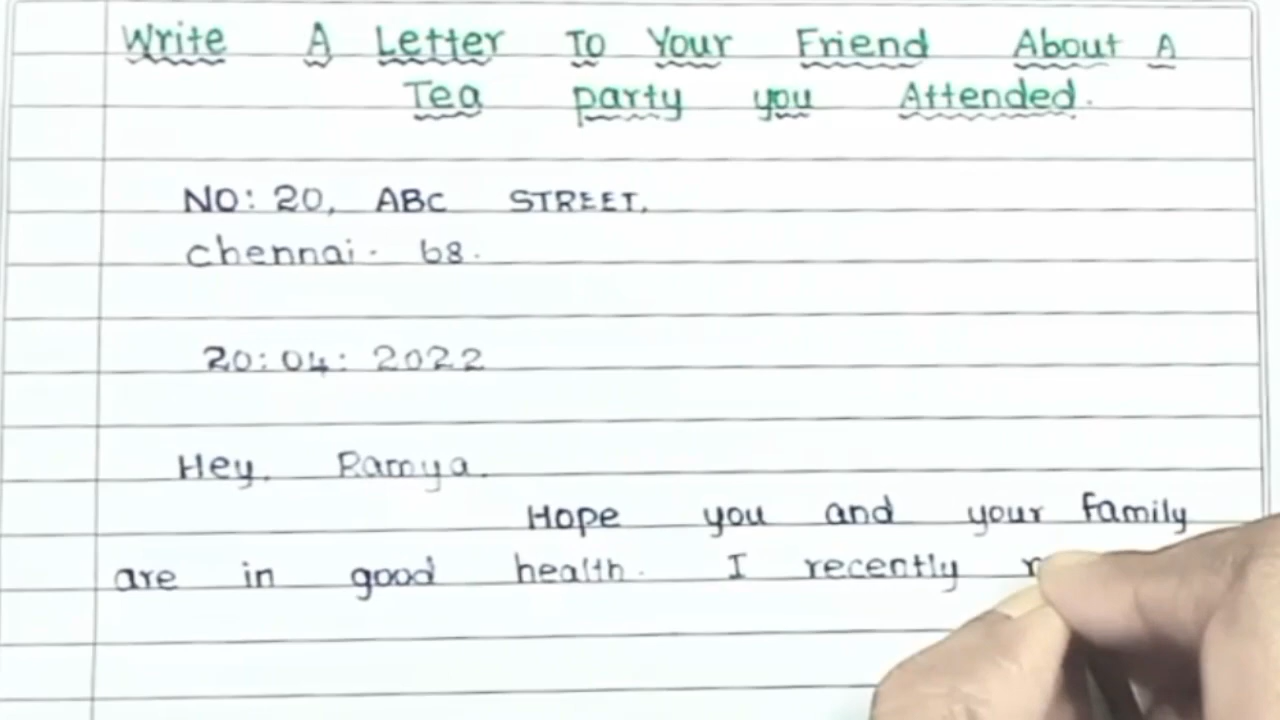 Write A Letter To Your Friend About A
Tea party you Attended.
NO: 20, ABC STREET,
Chennai. 68.
20:04: 2022
Hey, Ramya.
Hope you and your family
are in good health. I recently